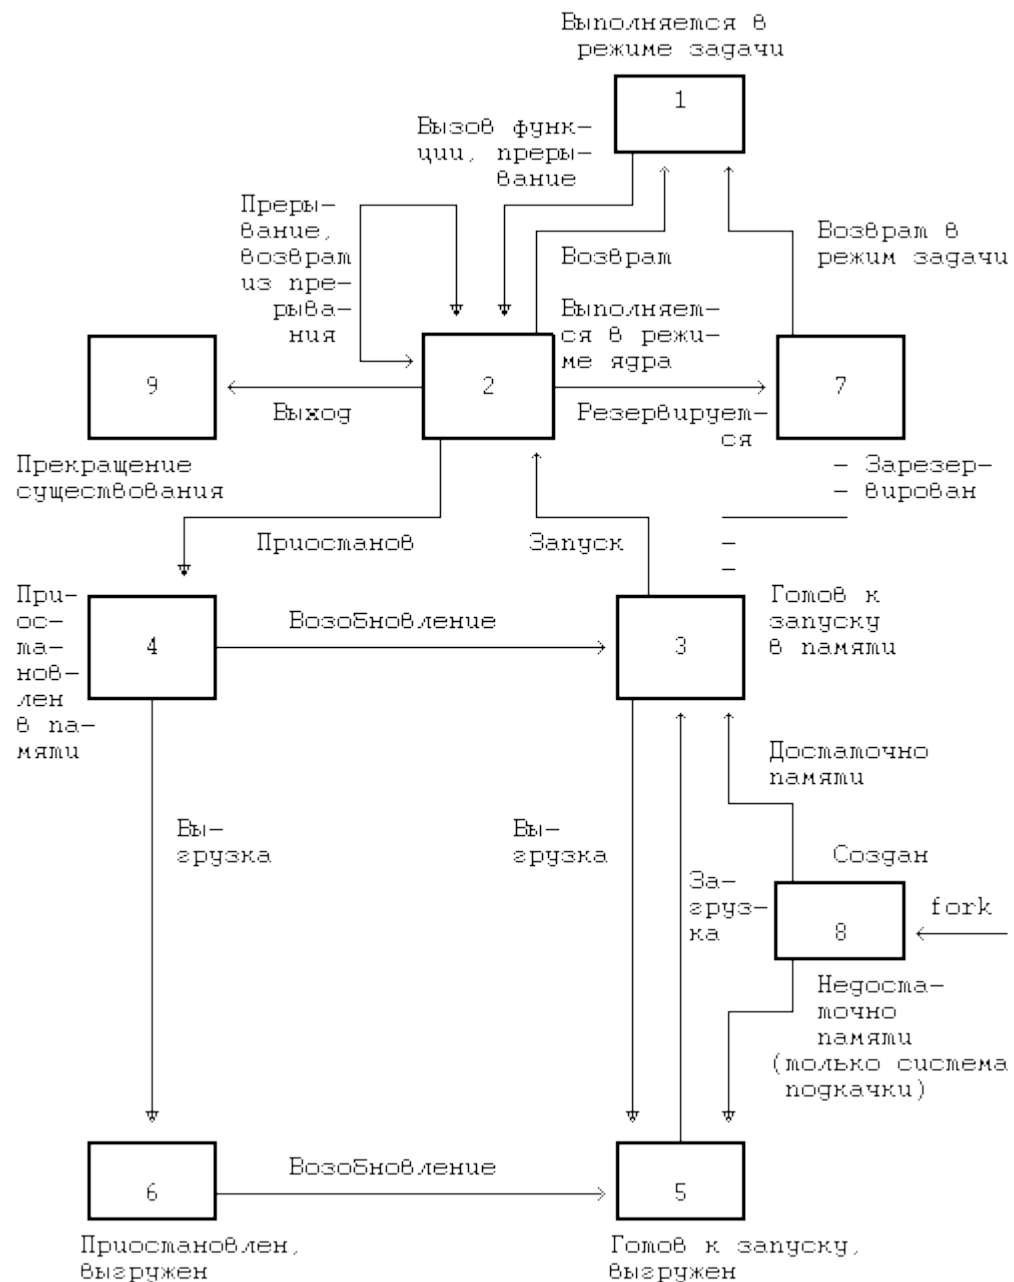 Выполняется в
режиме задачи
1
Вызов функ-
ции, преры-
вание
Преры-
вание,
возврат
из пре-
рыва-
ния
Возврат
Возврат в
режим задачи
Выполняет-
ся в режи-
ме ядра
9
2
7
Выход
Резервирует-
ся
Прекращение
существования
- Зарезер-
- вирован
Приостанов
Запуск
При-
ос-
та-
нов-
лен
в па-
мяти
4
Возобновление
3
Готов к
запуску
в памяти
Достаточно
памяти
Вы-
грузка
Вы-
грузка
За-
груз-
ка
Создан
8
fork
Недоста-
точно
памяти
(только система
подкачки)
6
Возобновление
5
Приостановлен,
выгружен
Готов к запуску,
выгружен